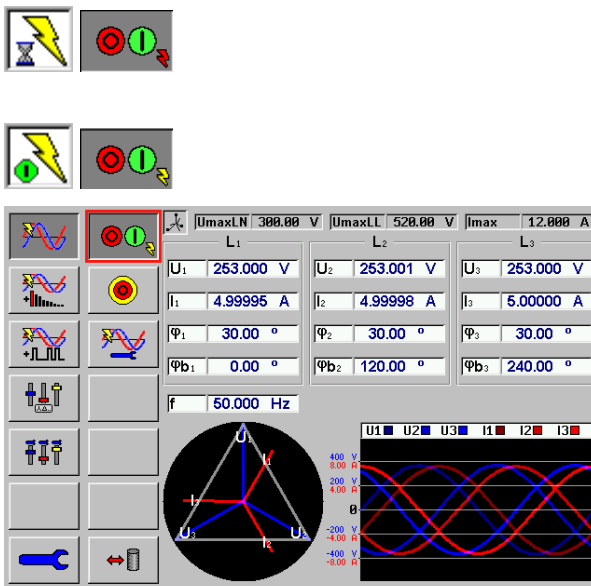 UmaxLN 300.00 V UmaxLL 520.00 V Imax 12.000 A
L1 L2 L3
U1 253.000 V U2 253.001 V U3 253.000 V
I1 4.99995 A I2 4.99998 A I3 5.00000 A
φ1 30.00 º φ2 30.00 º φ3 30.00 º
φb1 0.00 º φb2 120.00 º φb3 240.00 º
f 50.000 Hz
U1 U2 U3 I1 I2 I3
U1
I1
I3
U3 U2
I2
400 V
8.00 A
200 V
4.00 A
0
-200 V
-4.00 A
-400 V
-8.00 A